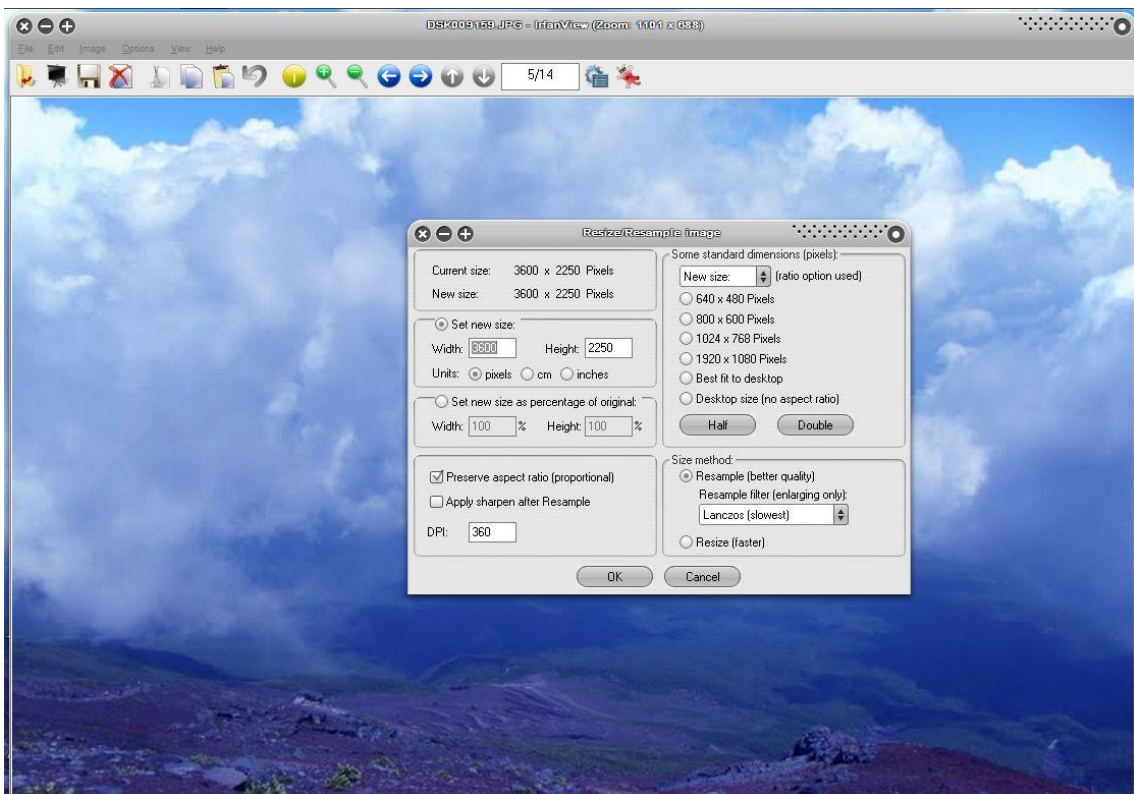 DSK009159.JPG - IrfanView (Zoom: 1101 x 688)
File Edit Image Options View Help
5/14
Resize/Resample image
Current size: 3600 x 2250 Pixels
New size: 3600 x 2250 Pixels
Set new size:
Width: 3600 Height: 2250
Units: pixels cm inches
Set new size as percentage of original:
Width: 100 % Height: 100 %
Preserve aspect ratio (proportional)
Apply sharpen after Resample
DPI: 360
Some standard dimensions (pixels):
New size: (ratio option used)
640 x 480 Pixels
800 x 600 Pixels
1024 x 768 Pixels
1920 x 1080 Pixels
Best fit to desktop
Desktop size (no aspect ratio)
Half Double
Size method:
Resample (better quality)
Resample filter (enlarging only):
Lanczos (slowest)
Resize (faster)
OK Cancel